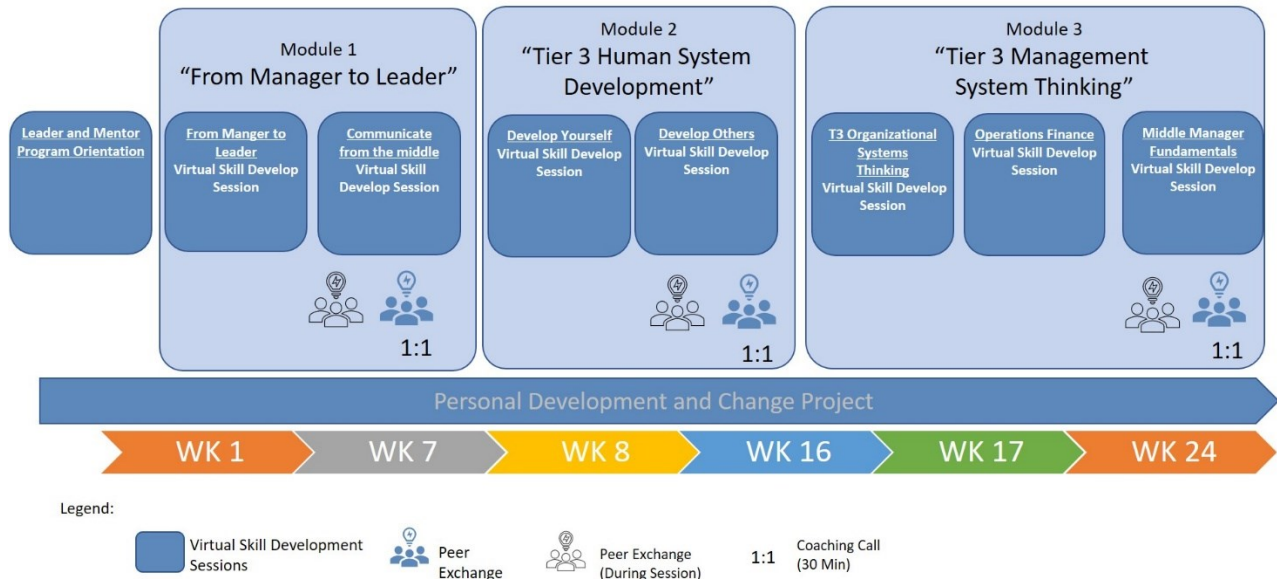 Module 1
“From Manager to Leader”
Module 2
“Tier 3 Human System
Development”
Module 3
“Tier 3 Management
System Thinking”
Leader and Mentor
Program Orientation
From Manger to
Leader
Virtual Skill Develop
Session
Communicate
from the middle
Virtual Skill
Develop Session
Develop Yourself
Virtual Skill Develop
Session
Develop Others
Virtual Skill Develop
Session
T3 Organizational
Systems
Thinking
Virtual Skill Develop
Session
Operations Finance
Virtual Skill Develop
Session
Middle Manager
Fundamentals
Virtual Skill Develop
Session
1:1
1:1
1:1
Personal Development and Change Project
WK 1
WK 7
WK 8
WK 16
WK 17
WK 24
Legend:
Virtual Skill Development
Sessions
Peer
Exchange
Peer Exchange
(During Session)
1:1
Coaching Call
(30 Min)